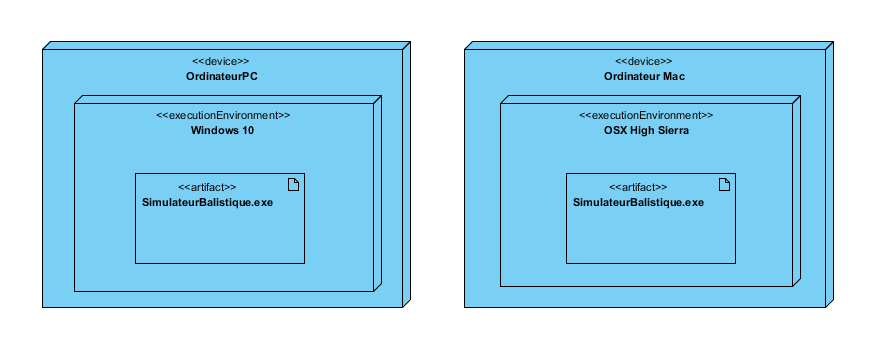 <<device>>
OrdinateurPC
<<executionEnvironment>>
Windows 10
<<artifact>>
SimulateurBalistique.exe
<<device>>
Ordinateur Mac
<<executionEnvironment>>
OSX High Sierra
<<artifact>>
SimulateurBalistique.exe